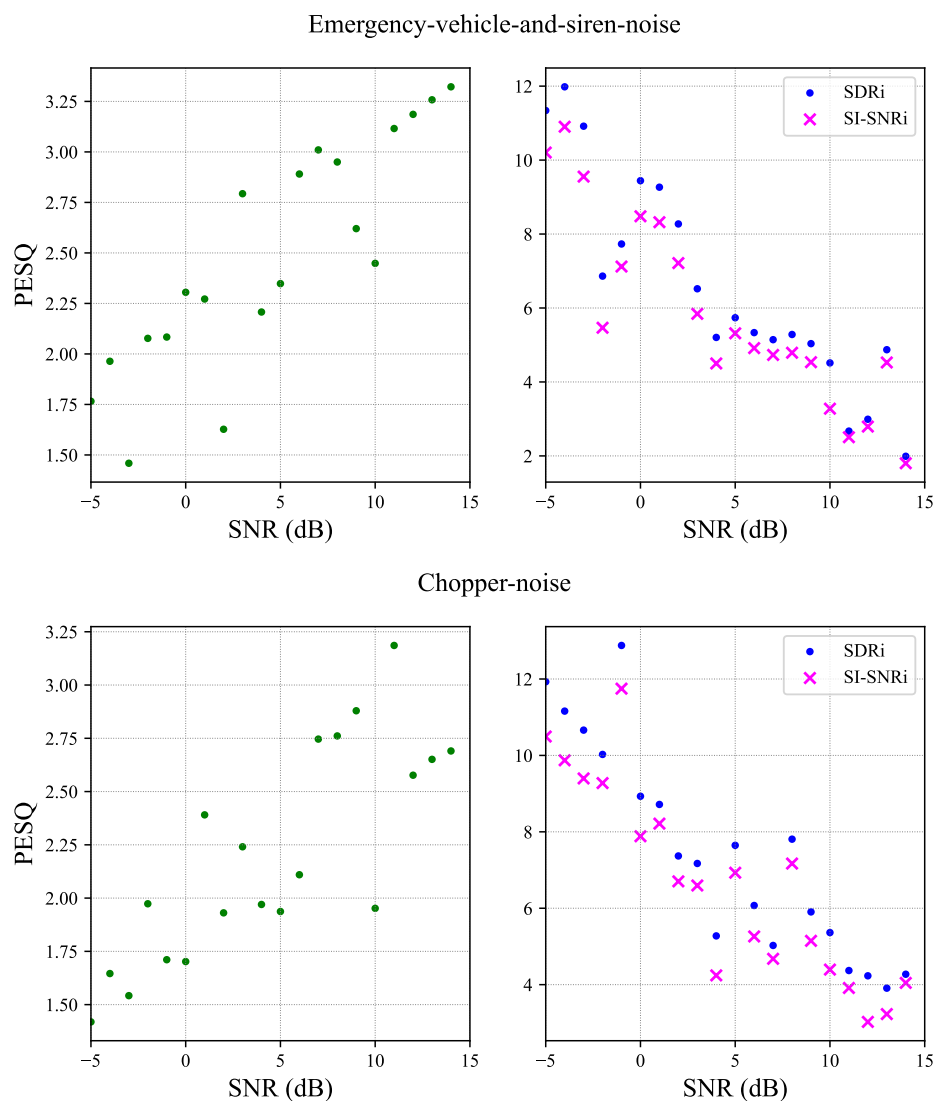 Emergency-vehicle-and-siren-noise
3.25
3.00
2.75
2.50
2.25
2.00
1.75
1.50
PESQ
−5 0 5 10 15
SNR (dB)
12
10
8
6
4
2
SDRi
SI-SNRi
−5 0 5 10 15
SNR (dB)
Chopper-noise
3.25
3.00
2.75
2.50
2.25
2.00
1.75
1.50
PESQ
−5 0 5 10 15
SNR (dB)
12
10
8
6
4
SDRi
SI-SNRi
−5 0 5 10 15
SNR (dB)